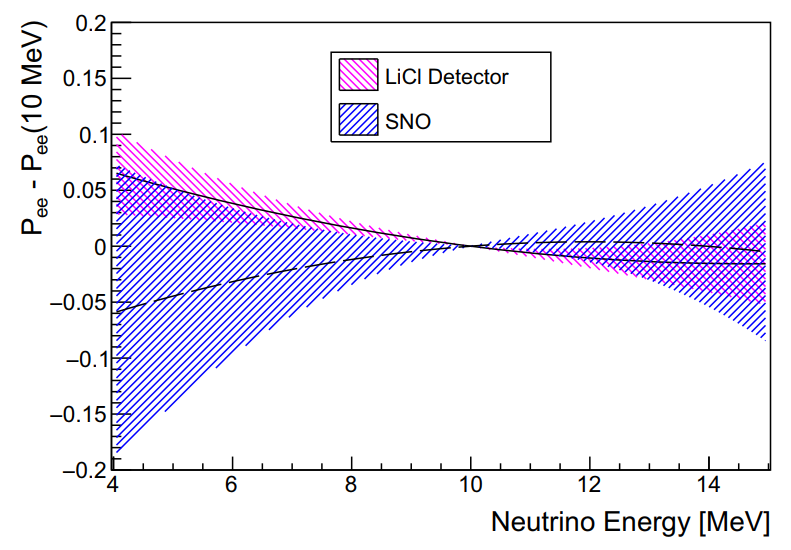 P_ee - P_ee(10 MeV)
0.2
0.15
0.1
0.05
0
−0.05
−0.1
−0.15
−0.2
LiCl Detector
SNO
4 6 8 10 12 14
Neutrino Energy [MeV]